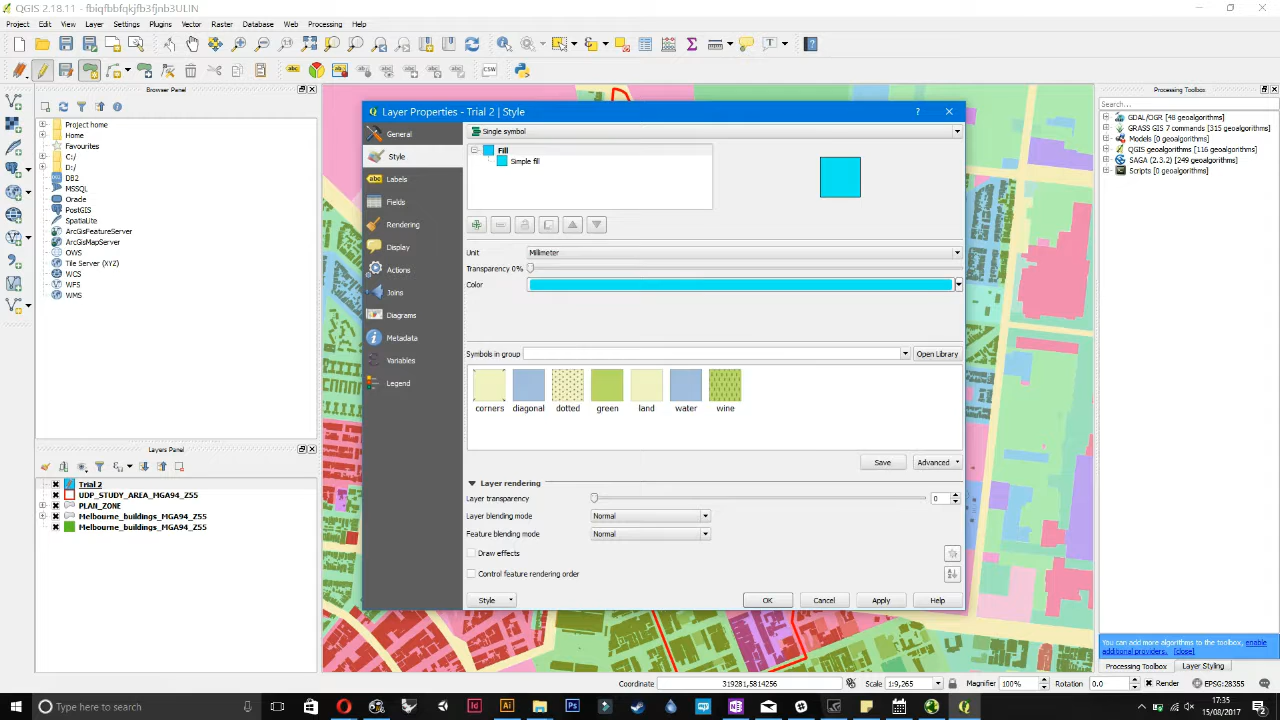 QGIS 2.18.11 - fbiqfbbfqkjfb3fjnb3ULIN
Project Edit View Layer Settings Plugins Vector Raster Database Web Processing Help
abc abc CSW
Browser Panel
Project home
Home
Favourites
C:/
D:/
DB2
MSSQL
Oracle
PostGIS
SpatiaLite
ArcGisFeatureServer
ArcGisMapServer
OWS
Tile Server (XYZ)
WCS
WFS
WMS
Layers Panel
Trial 2
UDP_STUDY_AREA_MGA94_Z55
PLAN_ZONE
Melbourne_buildings_MGA94_Z55
Melbourne_buildings_MGA94_Z55
Layer Properties - Trial 2 | Style
General
Style
abc Labels
Fields
Rendering
Display
Actions
Joins
Diagrams
Metadata
Variables
Legend
Single symbol
Fill
Simple fill
Unit Millimeter
Transparency 0%
Color
Symbols in group Open Library
corners diagonal dotted green land water wine
Save Advanced
Layer rendering
Layer transparency 0
Layer blending mode Normal
Feature blending mode Normal
Draw effects
Control feature rendering order
Style OK Cancel Apply Help
Processing Toolbox
Search...
GDAL/OGR [48 geoalgorithms]
GRASS GIS 7 commands [315 geoalgorithms]
Models [0 geoalgorithms]
QGIS geoalgorithms [116 geoalgorithms]
SAGA (2.3.2) [249 geoalgorithms]
Scripts [0 geoalgorithms]
You can add more algorithms to the toolbox, enable
additional providers. [close]
Processing Toolbox Layer Styling
Coordinate 319281,5814256 Scale 1:9,265 Magnifier 100% Rotation 0.0 Render EPSG:28355
Type here to search
Id Ai Ps
17:35
15/08/2017